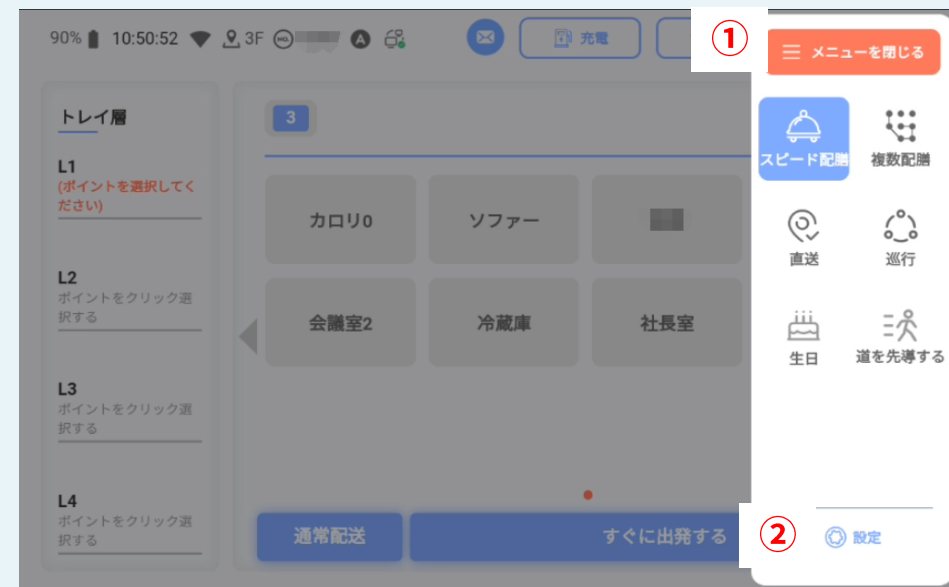 90% 10:50:52 3F A
充電
①
メニューを閉じる
トレイ層
3
スピード配膳
複数配膳
L1
(ポイントを選択してく
ださい)
カロリ0
ソファー
直送
巡行
L2
ポイントをクリック選
択する
会議室2
冷蔵庫
社長室
生日
道を先導する
L3
ポイントをクリック選
択する
L4
ポイントをクリック選
択する
通常配送
すぐに出発する
②
設定